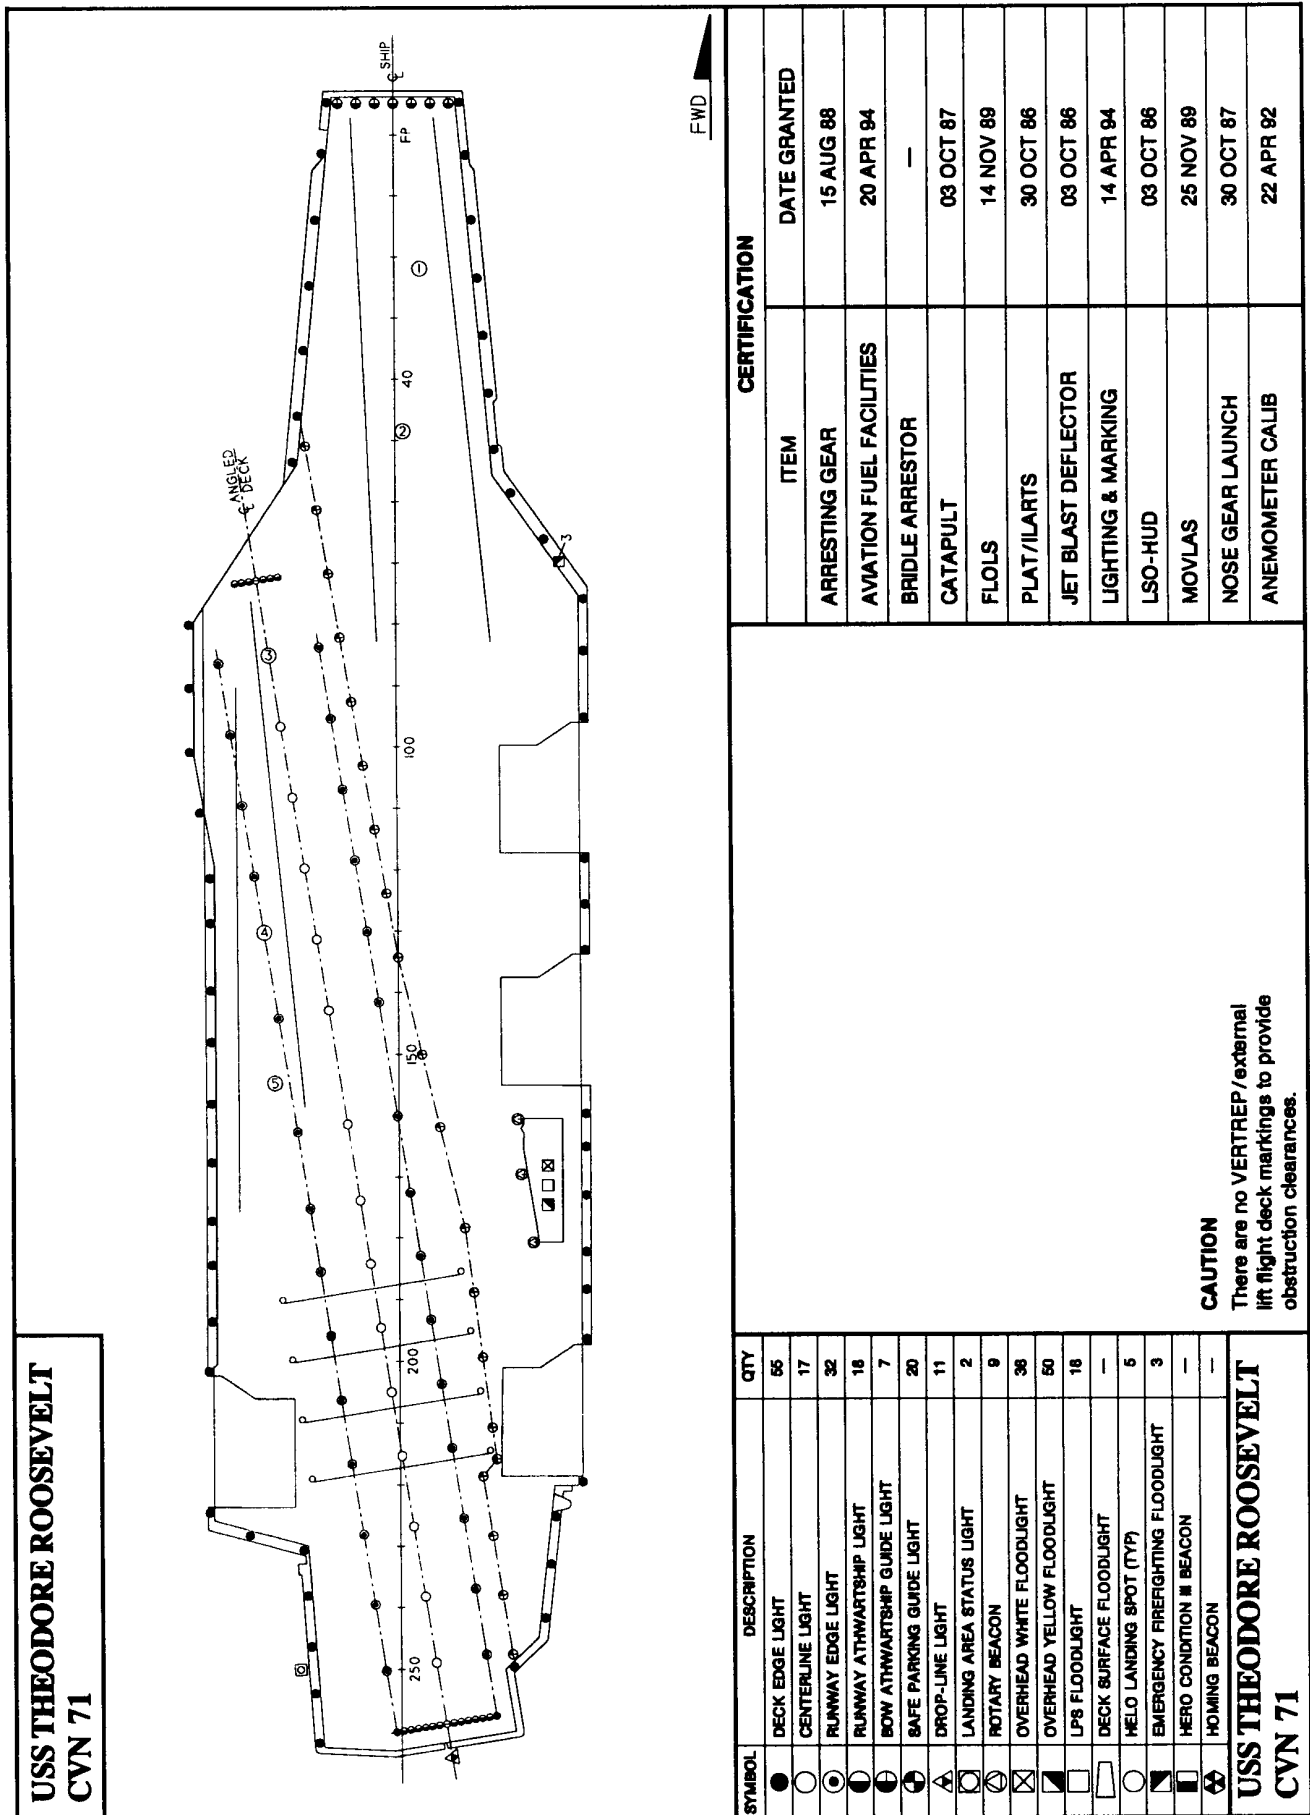 USS THEODORE ROOSEVELT
CVN 71
℄ SHIP
FP
℄ ANGLED
DECK
40
100
150
200
250
1
2
3
4
5
3
FWD
SYMBOL DESCRIPTION QTY
DECK EDGE LIGHT 55
CENTERLINE LIGHT 17
RUNWAY EDGE LIGHT 32
RUNWAY ATHWARTSHIP LIGHT 18
BOW ATHWARTSHIP GUIDE LIGHT 7
SAFE PARKING GUIDE LIGHT 20
DROP-LINE LIGHT 11
LANDING AREA STATUS LIGHT 2
ROTARY BEACON 9
OVERHEAD WHITE FLOODLIGHT 36
OVERHEAD YELLOW FLOODLIGHT 50
LPS FLOODLIGHT 18
DECK SURFACE FLOODLIGHT —
HELO LANDING SPOT (TYP) 5
EMERGENCY FIREFIGHTING FLOODLIGHT 3
HERO CONDITION III BEACON —
HOMING BEACON —
USS THEODORE ROOSEVELT
CVN 71
CAUTION
There are no VERTREP/external
lift flight deck markings to provide
obstruction clearances.
CERTIFICATION
ITEM DATE GRANTED
ARRESTING GEAR 15 AUG 88
AVIATION FUEL FACILITIES 20 APR 94
BRIDLE ARRESTOR —
CATAPULT 03 OCT 87
FLOLS 14 NOV 89
PLAT/ILARTS 30 OCT 86
JET BLAST DEFLECTOR 03 OCT 86
LIGHTING & MARKING 14 APR 94
LSO-HUD 03 OCT 86
MOVLAS 25 NOV 89
NOSE GEAR LAUNCH 30 OCT 87
ANEMOMETER CALIB 22 APR 92